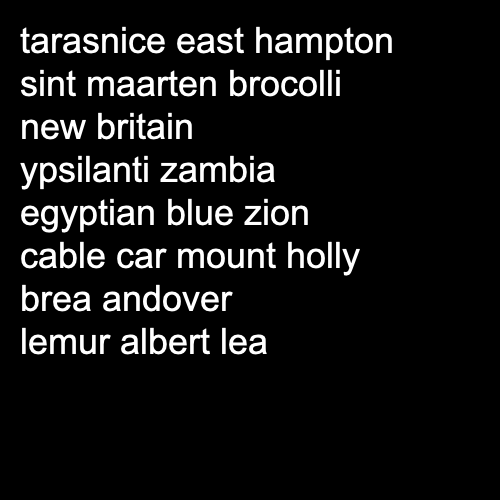 tarasnice east hampton
sint maarten brocolli
new britain
ypsilanti zambia
egyptian blue zion
cable car mount holly
brea andover
lemur albert lea